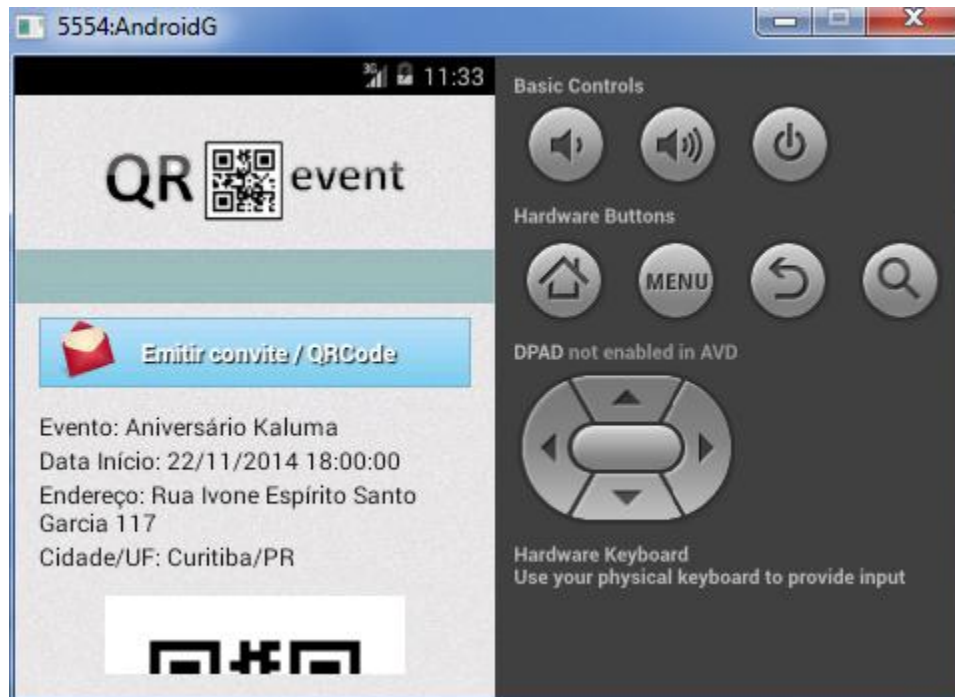 5554:AndroidG
3G 11:33
QR event
Emitir convite / QRCode
Evento: Aniversário Kaluma
Data Início: 22/11/2014 18:00:00
Endereço: Rua Ivone Espírito Santo
Garcia 117
Cidade/UF: Curitiba/PR
Basic Controls
Hardware Buttons
MENU
DPAD not enabled in AVD
Hardware Keyboard
Use your physical keyboard to provide input